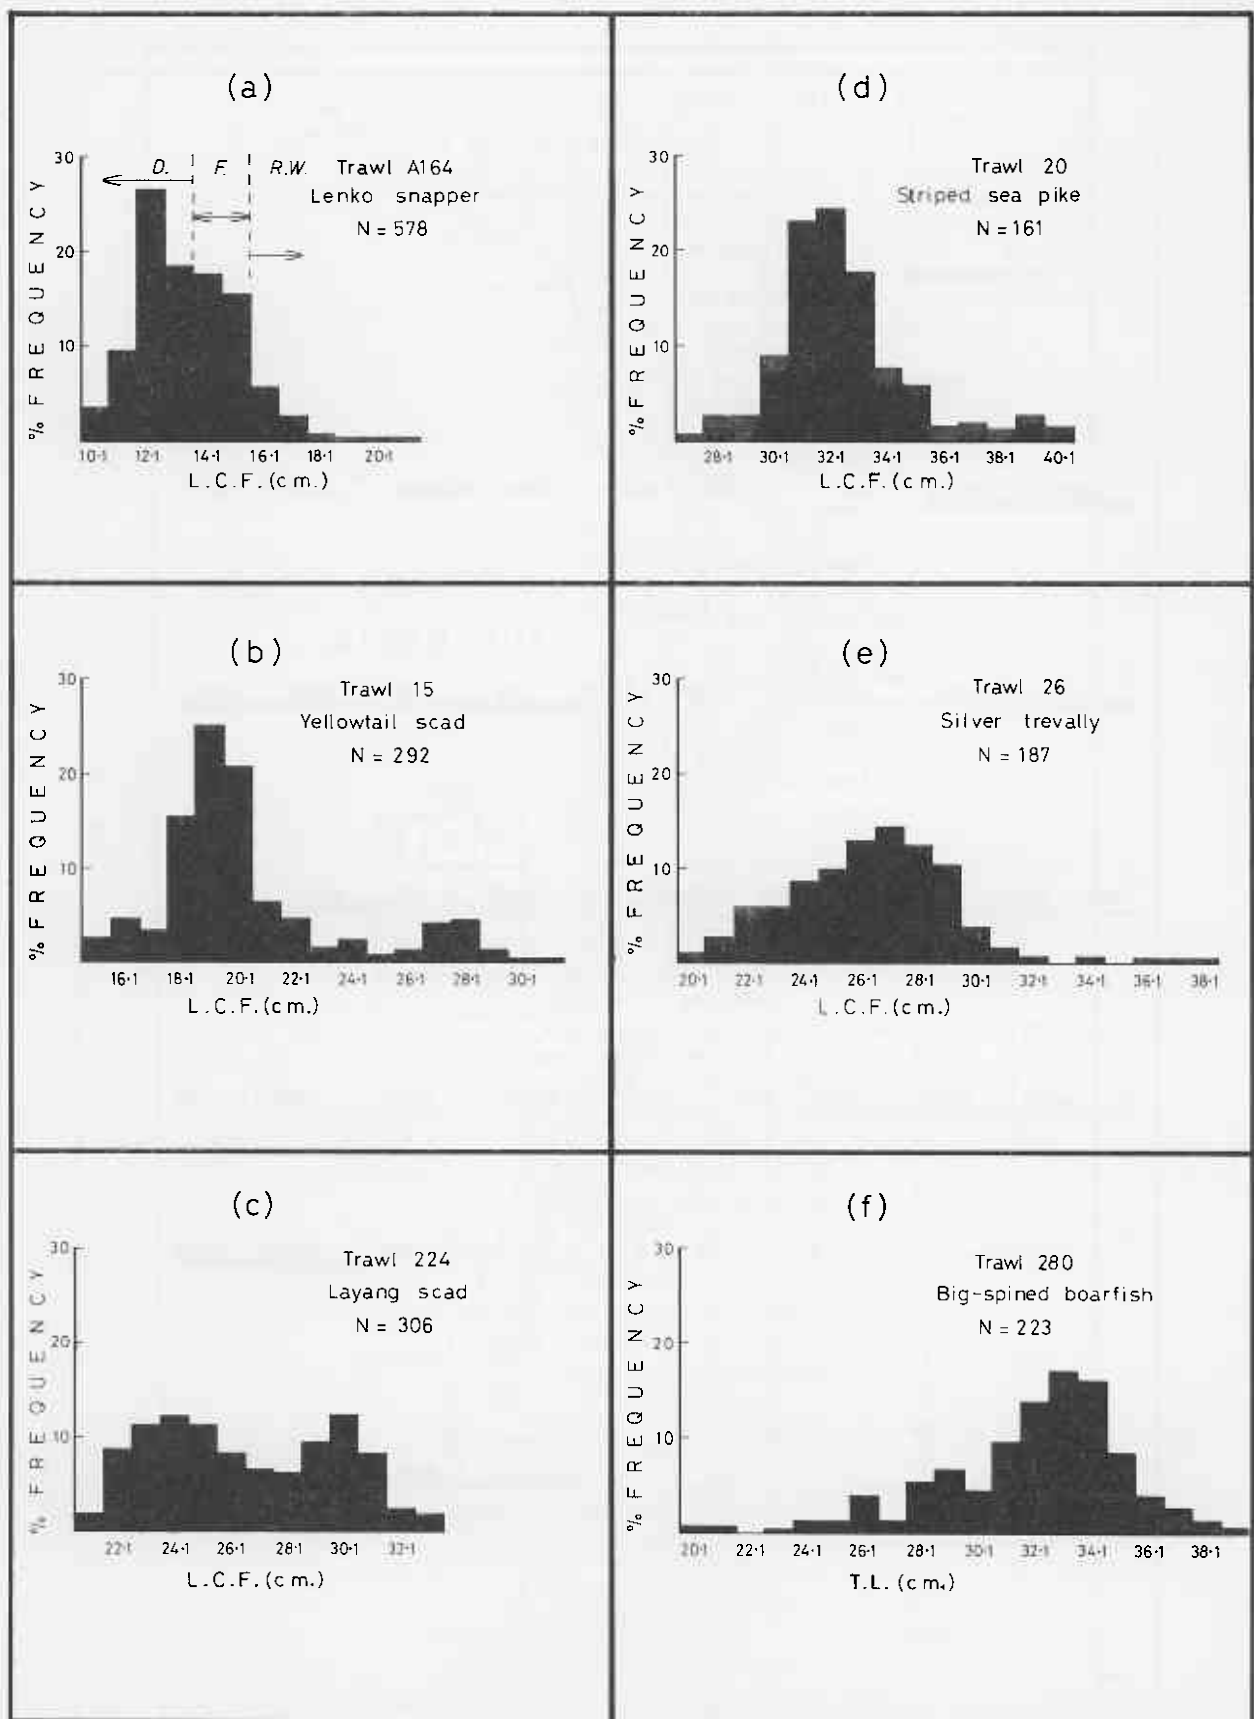 (a)
30
20
10
% FREQUENCY
D. F. R.W.
Trawl A164
Lenko snapper
N = 578
10·1 12·1 14·1 16·1 18·1 20·1
L.C.F. (cm.)
(d)
30
20
10
% FREQUENCY
Trawl 20
Striped sea pike
N = 161
28·1 30·1 32·1 34·1 36·1 38·1 40·1
L.C.F. (cm.)
(b)
30
20
10
% FREQUENCY
Trawl 15
Yellowtail scad
N = 292
16·1 18·1 20·1 22·1 24·1 26·1 28·1 30·1
L.C.F. (cm.)
(e)
30
20
10
% FREQUENCY
Trawl 26
Silver trevally
N = 187
20·1 22·1 24·1 26·1 28·1 30·1 32·1 34·1 36·1 38·1
L.C.F. (cm.)
(c)
30
20
10
% FREQUENCY
Trawl 224
Layang scad
N = 306
22·1 24·1 26·1 28·1 30·1 32·1
L.C.F. (cm.)
(f)
30
20
10
% FREQUENCY
Trawl 280
Big-spined boarfish
N = 223
20·1 22·1 24·1 26·1 28·1 30·1 32·1 34·1 36·1 38·1
T.L. (cm.)